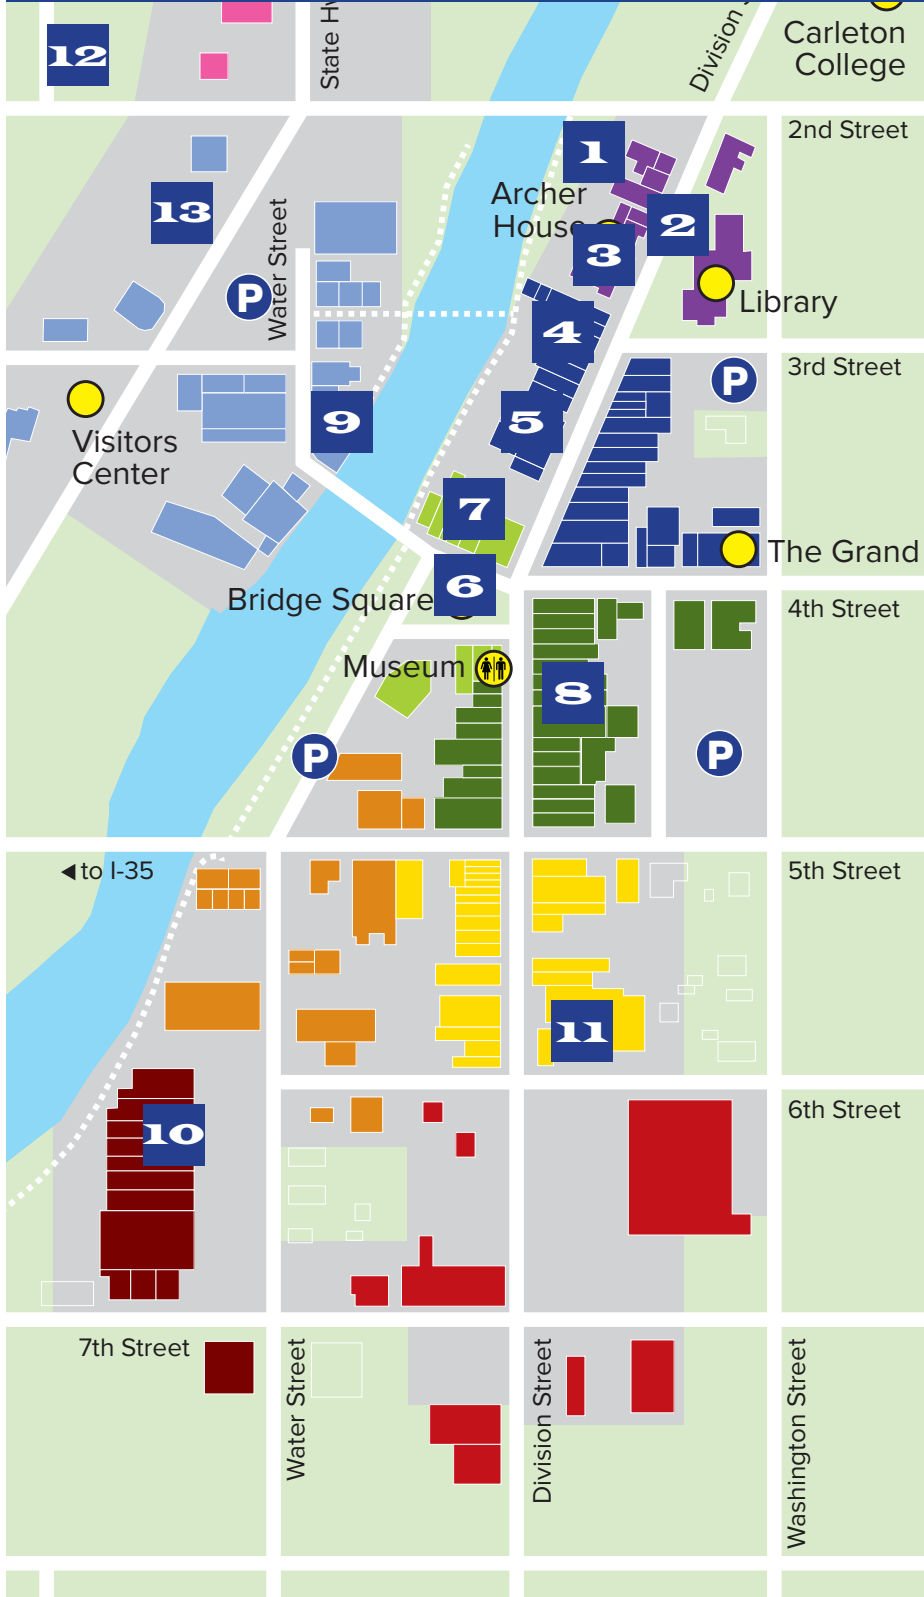 12
State Hw
Division
Carleton
College
2nd Street
1
Archer
House
13
2
Water Street
3
P
Library
4
3rd Street
P
Visitors
Center
9
5
7
The Grand
6
Bridge Square
4th Street
Museum
8
P
P
to I-35
5th Street
11
6th Street
10
7th Street
Water Street
Division Street
Washington Street